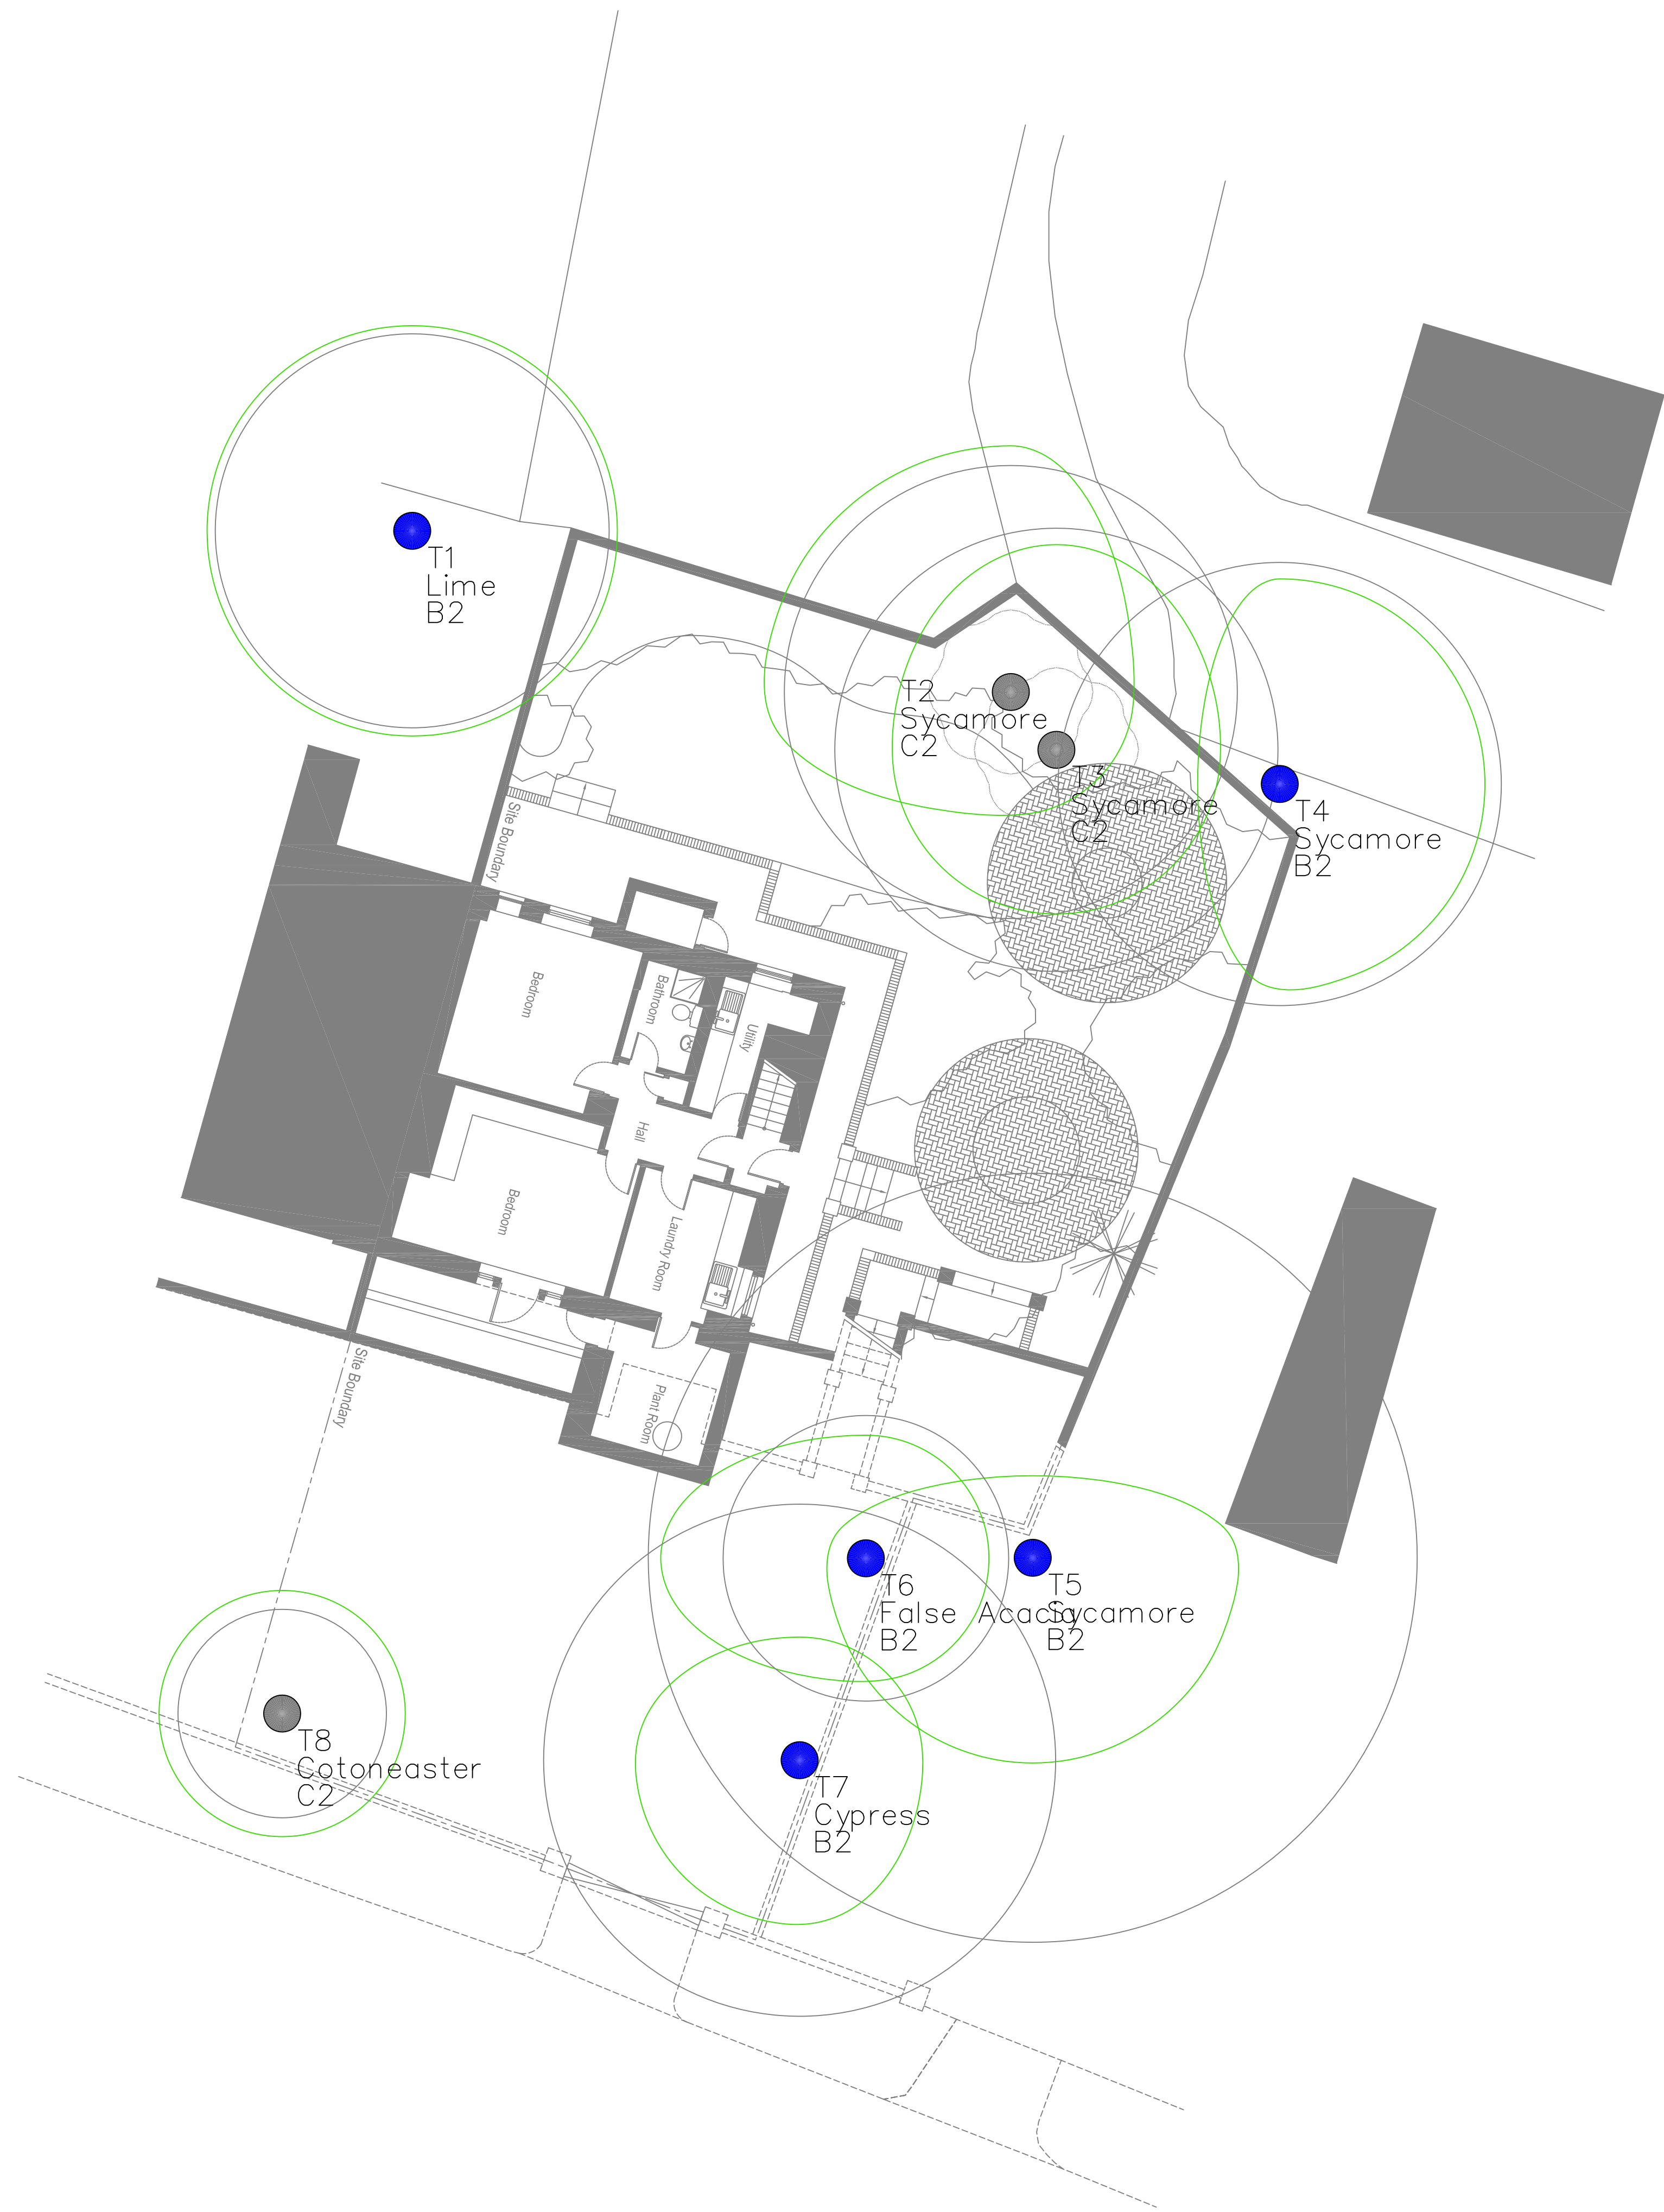 T1
Lime
B2
T2
Sycamore
C2
T3
Sycamore
C2
T4
Sycamore
B2
Site Boundary
Bedroom
Bathroom
Utility
Hall
Bedroom
Laundry Room
Site Boundary
Plant Room
T6
False Acacia
B2
T5
Sycamore
B2
T8
Cotoneaster
C2
T7
Cypress
B2